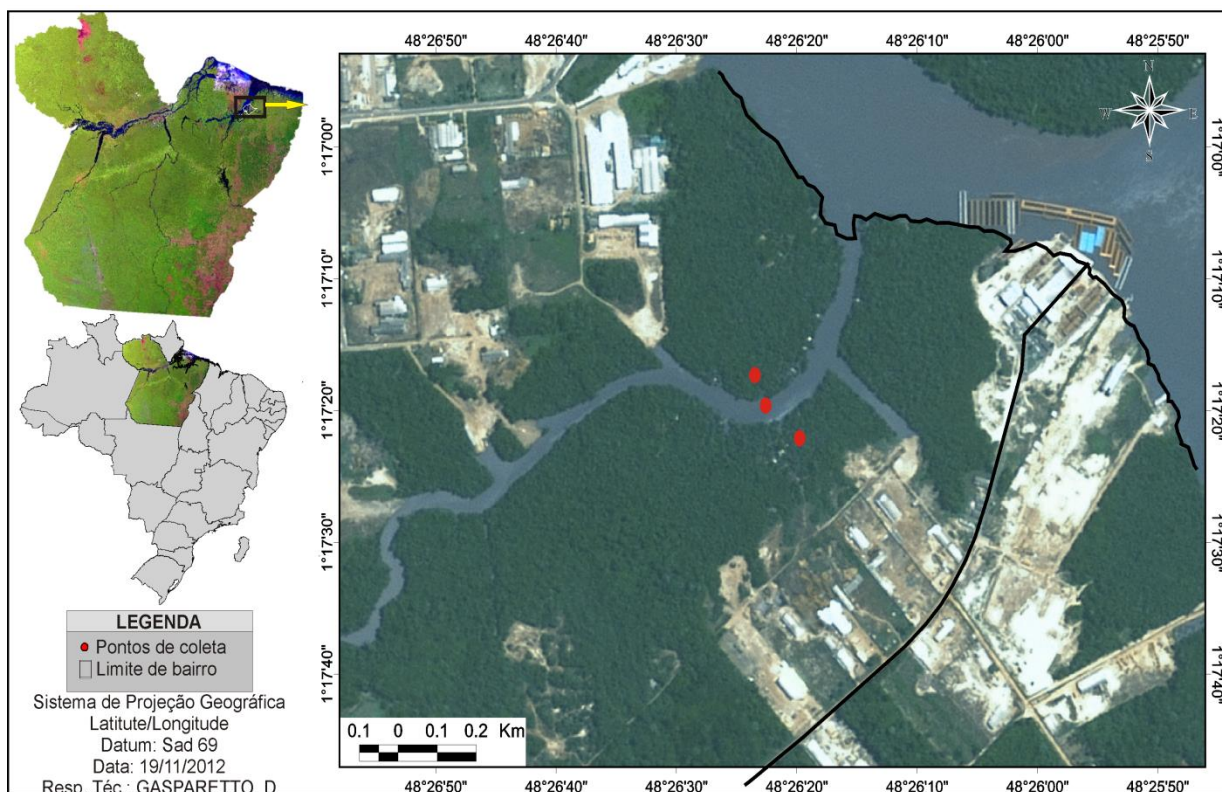 48°26'50" 48°26'40" 48°26'30" 48°26'20" 48°26'10" 48°26'00" 48°25'50"
N
W E
S
1°17'00" 1°17'00"
1°17'10" 1°17'10"
1°17'20" 1°17'20"
1°17'30" 1°17'30"
1°17'40" 1°17'40"
LEGENDA
Pontos de coleta
Limite de bairro
Sistema de Projeção Geográfica
Latitute/Longitude
Datum: Sad 69
Data: 19/11/2012
Resp. Téc.: GASPARETTO, D
0.1 0 0.1 0.2 Km
48°26'50" 48°26'40" 48°26'30" 48°26'20" 48°26'10" 48°26'00" 48°25'50"